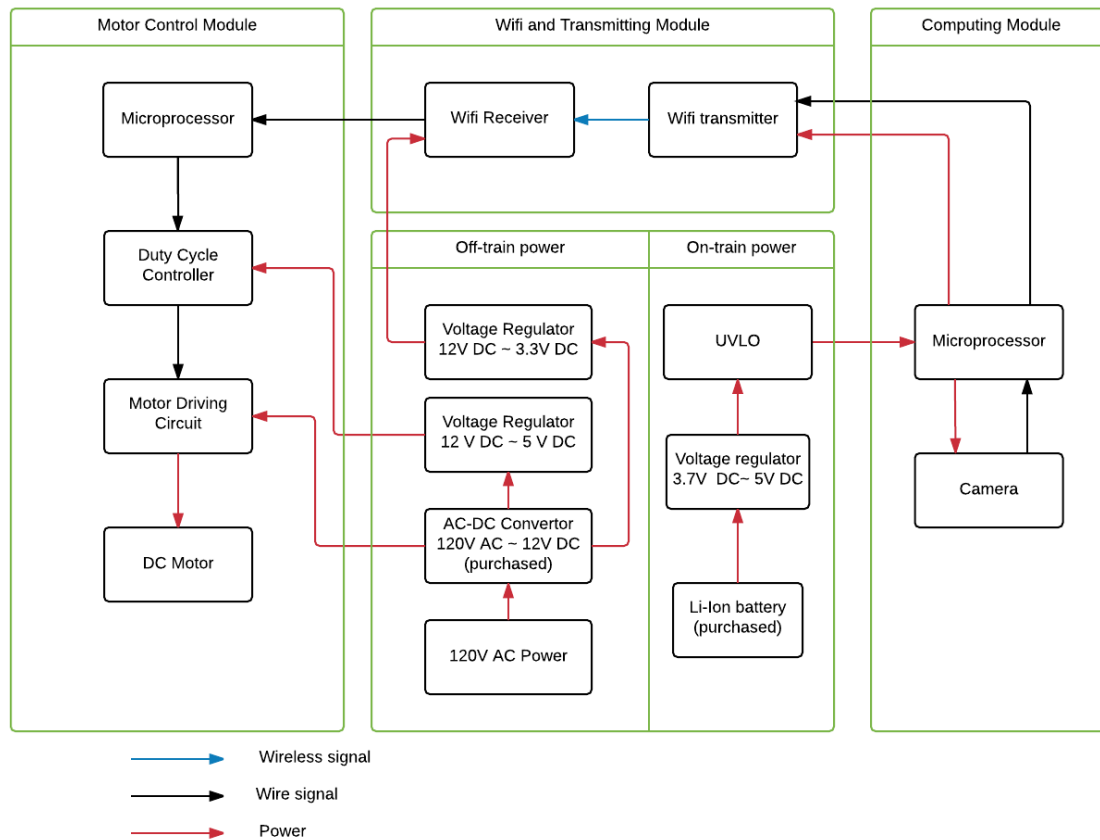 Motor Control Module
Wifi and Transmitting Module
Computing Module
Microprocessor
Wifi Receiver
Wifi transmitter
Duty Cycle
Controller
Off-train power
On-train power
Voltage Regulator
12V DC ~ 3.3V DC
UVLO
Microprocessor
Motor Driving
Circuit
Voltage Regulator
12 V DC ~ 5 V DC
Voltage regulator
3.7V DC~ 5V DC
Camera
DC Motor
AC-DC Convertor
120V AC ~ 12V DC
(purchased)
Li-Ion battery
(purchased)
120V AC Power
Wireless signal
Wire signal
Power